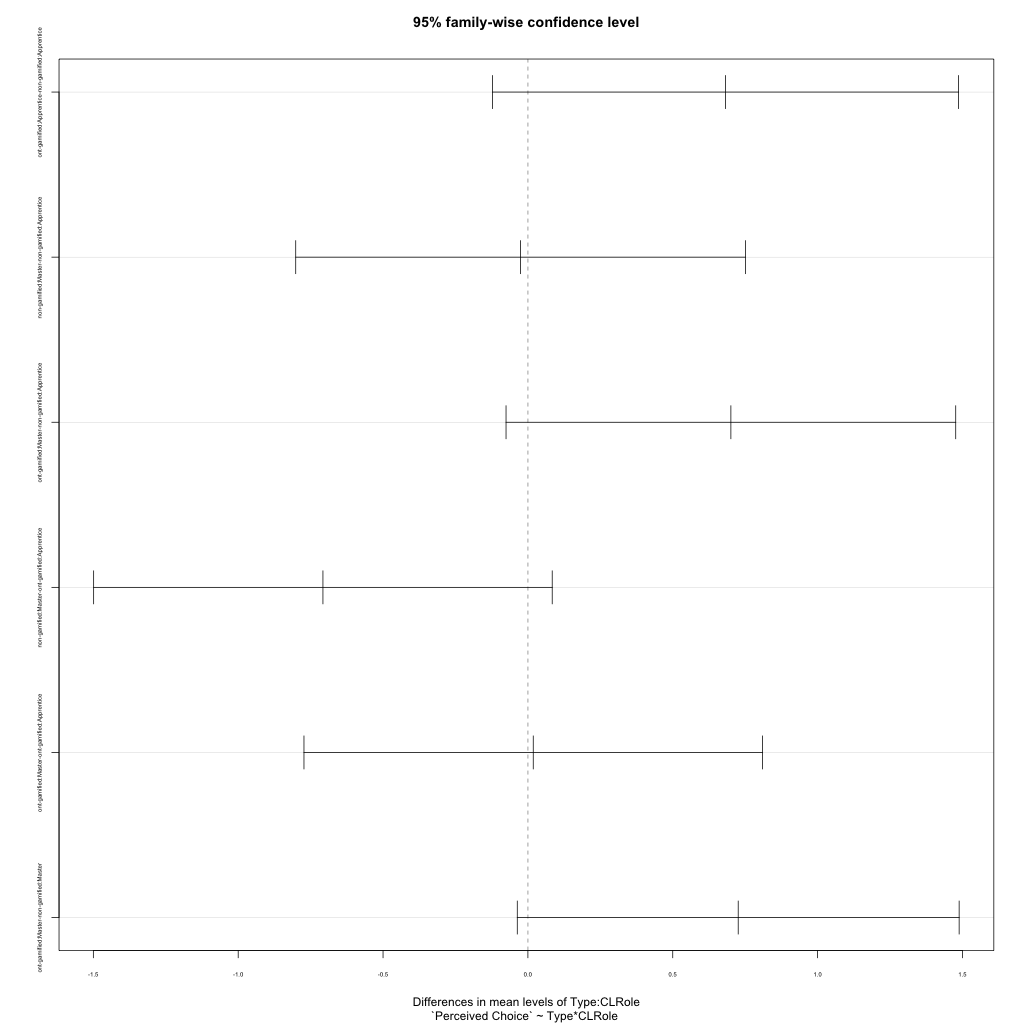 95% family-wise confidence level
ont-gamified:Apprentice-non-gamified:Apprentice
non-gamified:Master-non-gamified:Apprentice
ont-gamified:Master-non-gamified:Apprentice
non-gamified:Master-ont-gamified:Apprentice
ont-gamified:Master-ont-gamified:Apprentice
ont-gamified:Master-non-gamified:Master
-1.5 -1.0 -0.5 0.0 0.5 1.0 1.5
Differences in mean levels of Type:CLRole
`Perceived Choice` ~ Type*CLRole